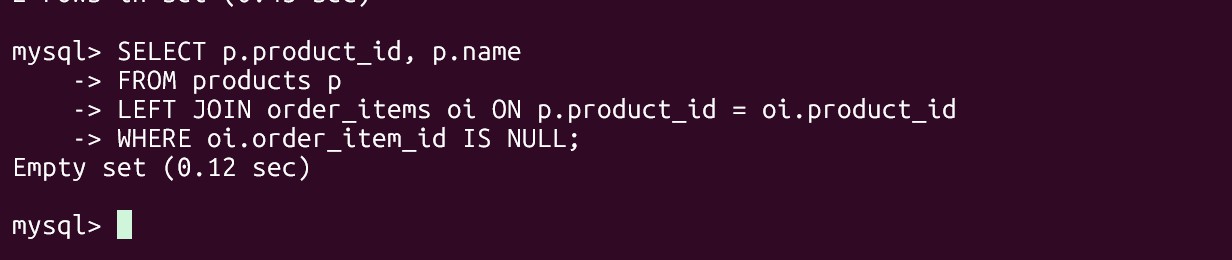 mysql> SELECT p.product_id, p.name
    -> FROM products p
    -> LEFT JOIN order_items oi ON p.product_id = oi.product_id
    -> WHERE oi.order_item_id IS NULL;
Empty set (0.12 sec)
mysql>